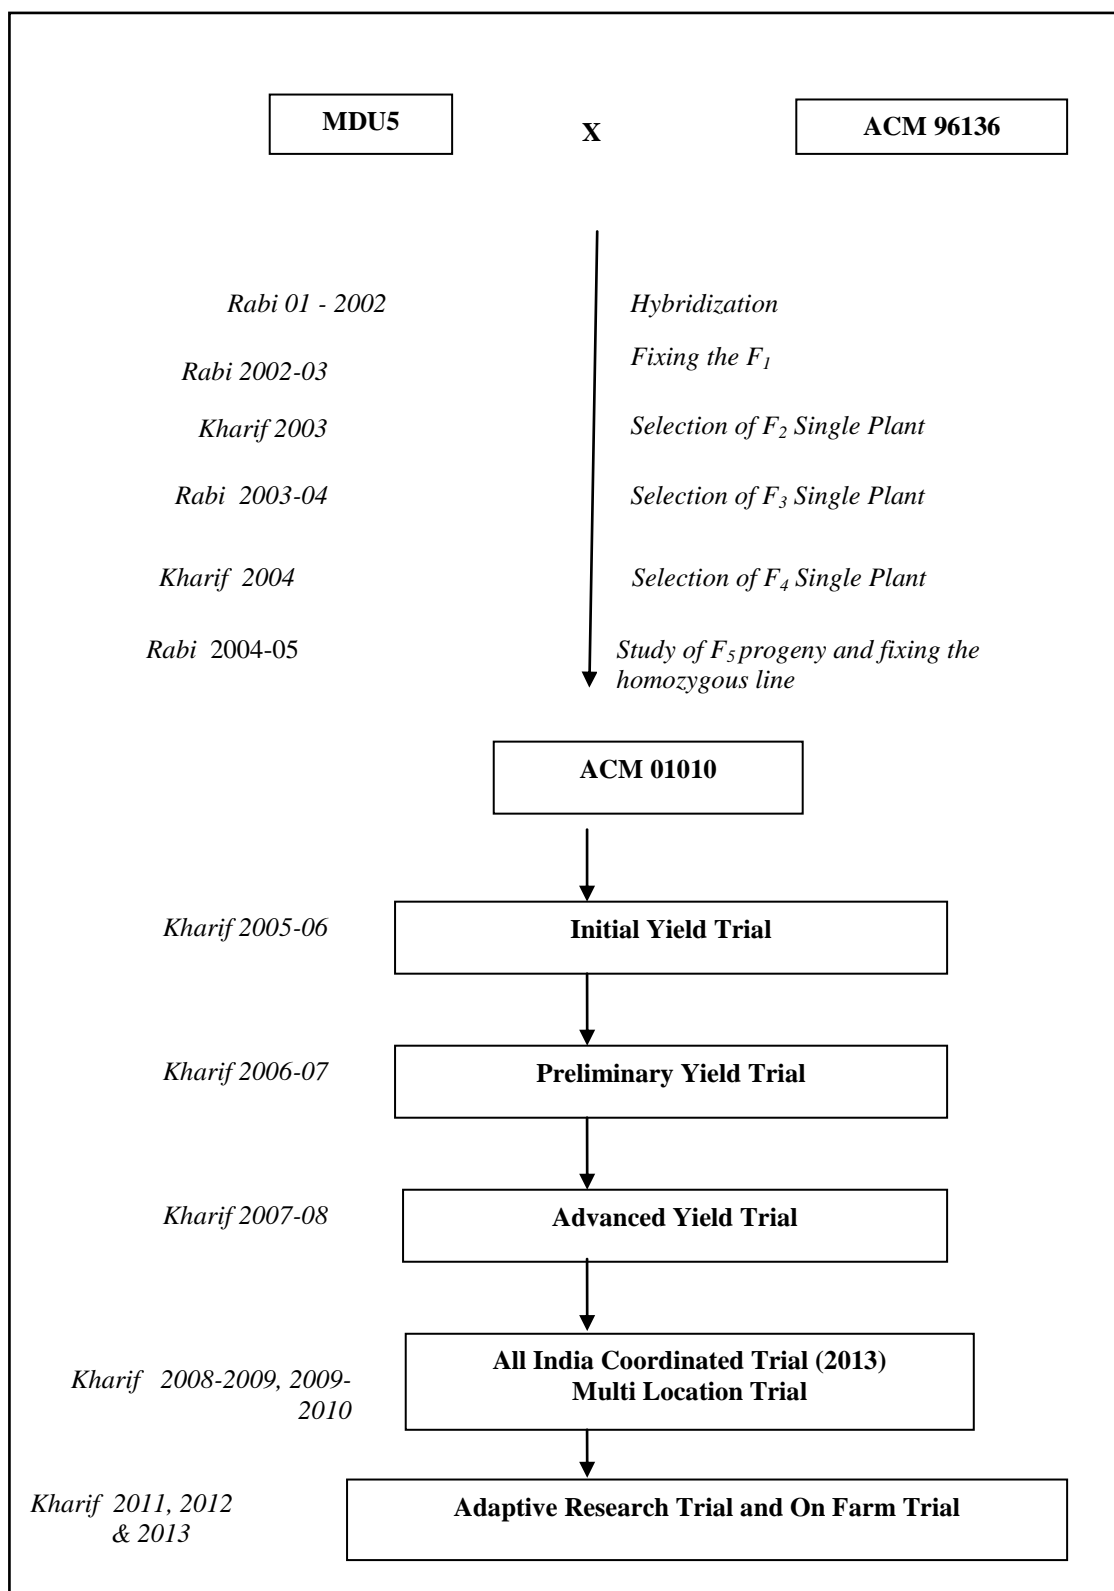 MDU5 X ACM 96136
Rabi 01 - 2002 Hybridization
Rabi 2002-03 Fixing the F1
Kharif 2003 Selection of F2 Single Plant
Rabi 2003-04 Selection of F3 Single Plant
Kharif 2004 Selection of F4 Single Plant
Rabi 2004-05 Study of F5 progeny and fixing the
homozygous line
ACM 01010
Kharif 2005-06 Initial Yield Trial
Kharif 2006-07 Preliminary Yield Trial
Kharif 2007-08 Advanced Yield Trial
Kharif 2008-2009, 2009-
2010
All India Coordinated Trial (2013)
Multi Location Trial
Kharif 2011, 2012
& 2013
Adaptive Research Trial and On Farm Trial